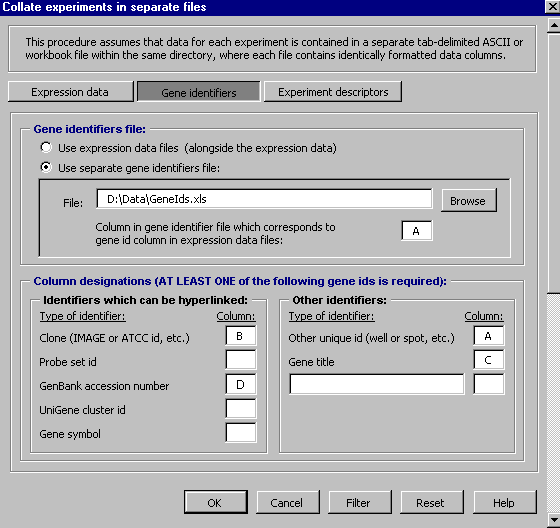 Collate experiments in separate files
This procedure assumes that data for each experiment is contained in a separate tab-delimited ASCII or
workbook file within the same directory, where each file contains identically formatted data columns.
Expression data Gene identifiers Experiment descriptors
Gene identifiers file:
Use expression data files (alongside the expression data)
Use separate gene identifiers file:
File: D:\Data\GeneIds.xls Browse
Column in gene identifier file which corresponds to
gene id column in expression data files: A
Column designations (AT LEAST ONE of the following gene ids is required):
Identifiers which can be hyperlinked:
Type of identifier: Column:
Clone (IMAGE or ATCC id, etc.) B
Probe set id
GenBank accession number D
UniGene cluster id
Gene symbol
Other identifiers:
Type of identifier: Column:
Other unique id (well or spot, etc.) A
Gene title C
OK Cancel Filter Reset Help